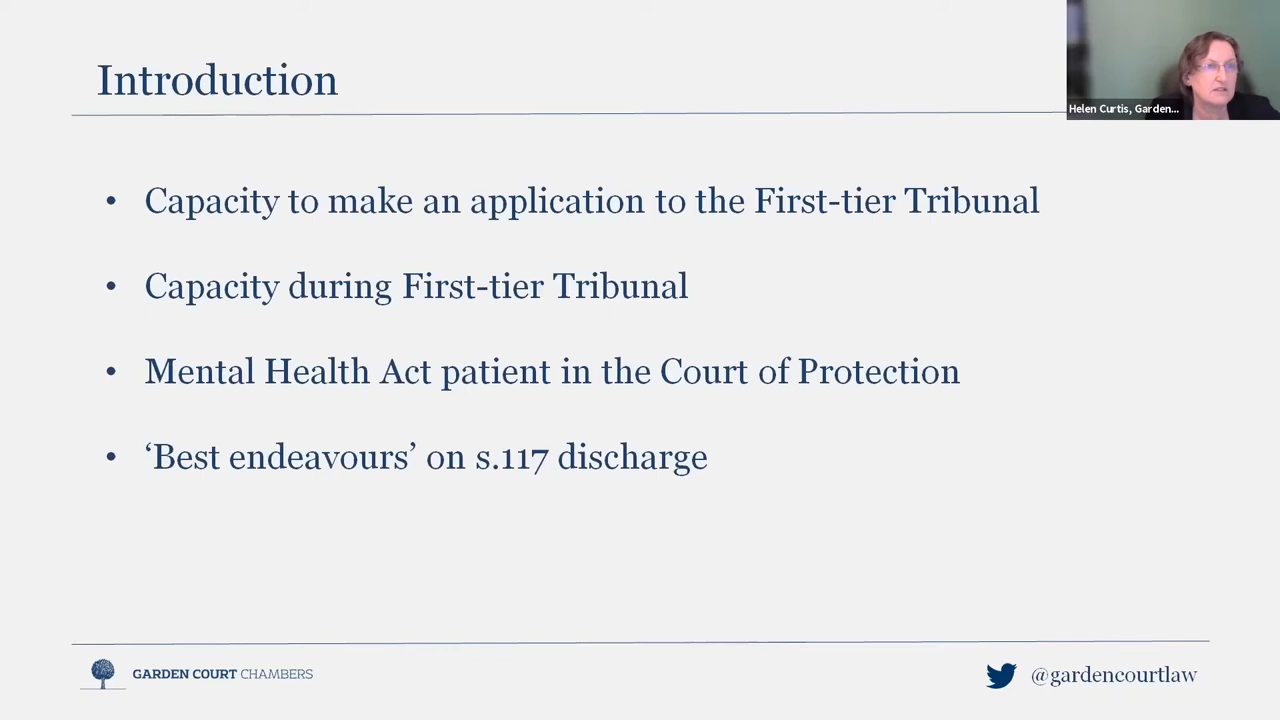 Introduction
Helen Curtis, Garden...
• Capacity to make an application to the First-tier Tribunal
• Capacity during First-tier Tribunal
• Mental Health Act patient in the Court of Protection
• ‘Best endeavours’ on s.117 discharge
GARDEN COURT CHAMBERS
@gardencourtlaw